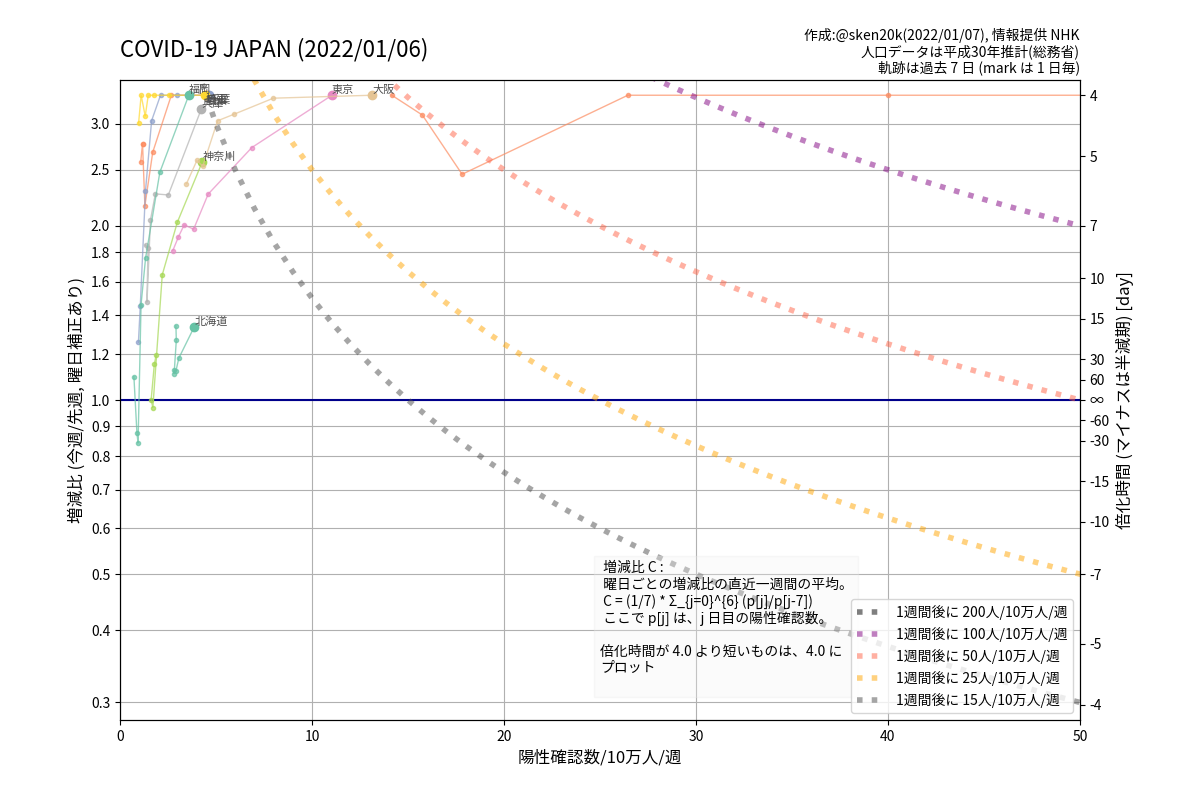 COVID-19 JAPAN (2022/01/06)
作成:@sken20k(2022/01/07), 情報提供 NHK
人口データは平成30年推計(総務省)
軌跡は過去 7 日 (mark は 1 日毎)
福岡
東京
大阪
神奈川
北海道
3.0
2.5
2.0
1.8
1.6
1.4
1.2
1.0
0.9
0.8
0.7
0.6
0.5
0.4
0.3
増減比 (今週/先週, 曜日補正あり)
4
5
7
10
15
30
60
∞
-60
-30
-15
-10
-7
-5
-4
倍化時間 (マイナスは半減期) [day]
増減比 C :
曜日ごとの増減比の直近一週間の平均。
C = (1/7) * Σ_{j=0}^{6} (p[j]/p[j-7])
ここで p[j] は、j 日目の陽性確認数。
倍化時間が 4.0 より短いものは、4.0 に
プロット
1週間後に 200人/10万人/週
1週間後に 100人/10万人/週
1週間後に 50人/10万人/週
1週間後に 25人/10万人/週
1週間後に 15人/10万人/週
0 10 20 30 40 50
陽性確認数/10万人/週